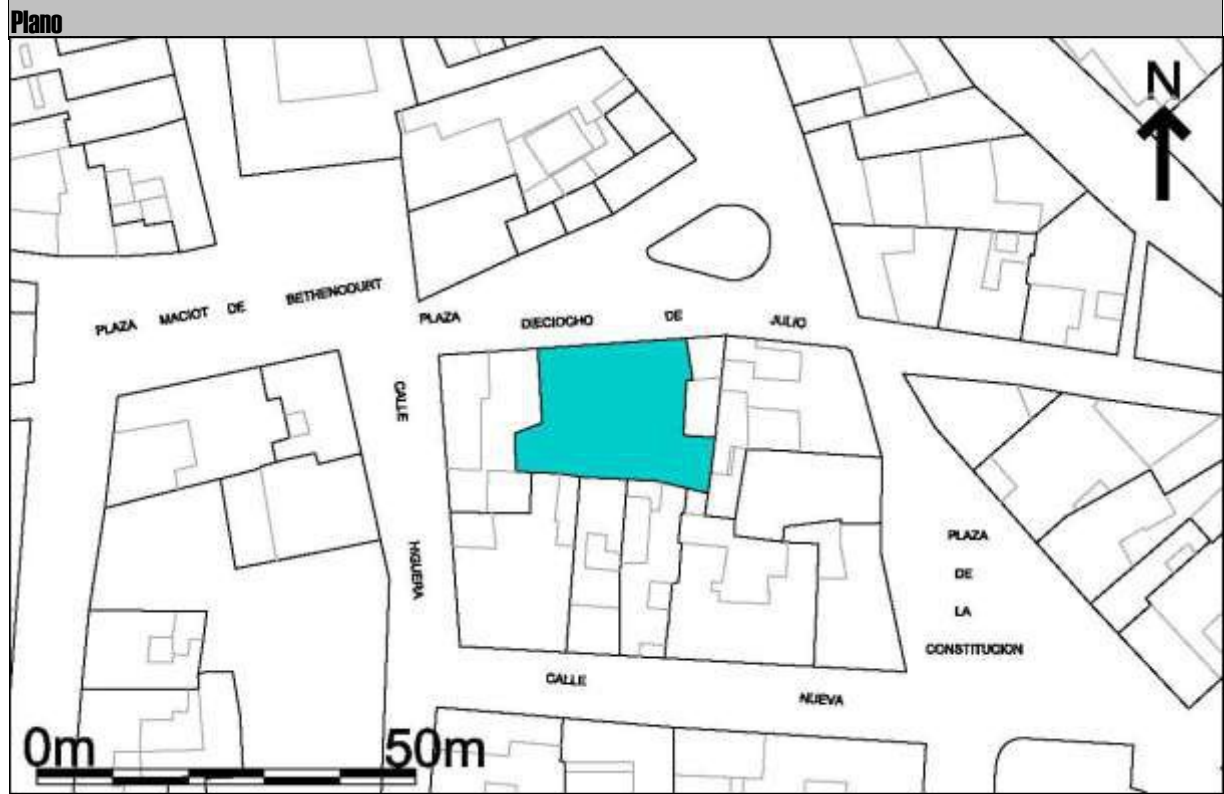 Plano
N
PLAZA MACIOT DE BETHENCOURT
PLAZA DIECIOCHO DE JULIO
CALLE
HIGUERA
PLAZA
DE
LA
CONSTITUCION
CALLE NUEVA
0m 50m